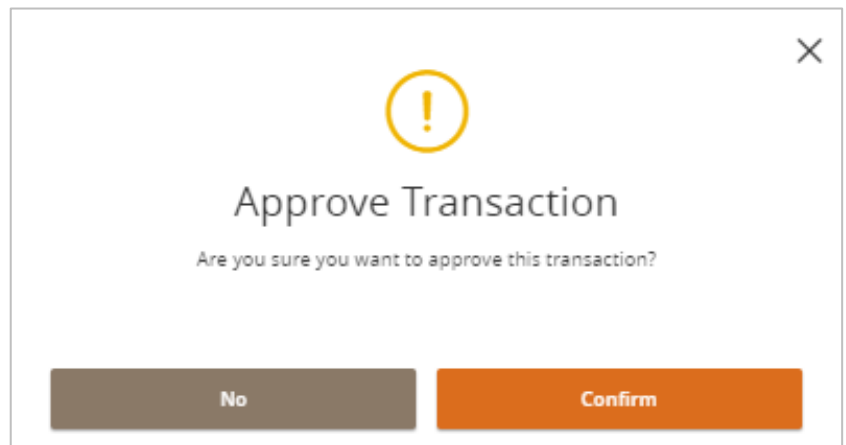 Approve Transaction
Are you sure you want to approve this transaction?
No
Confirm